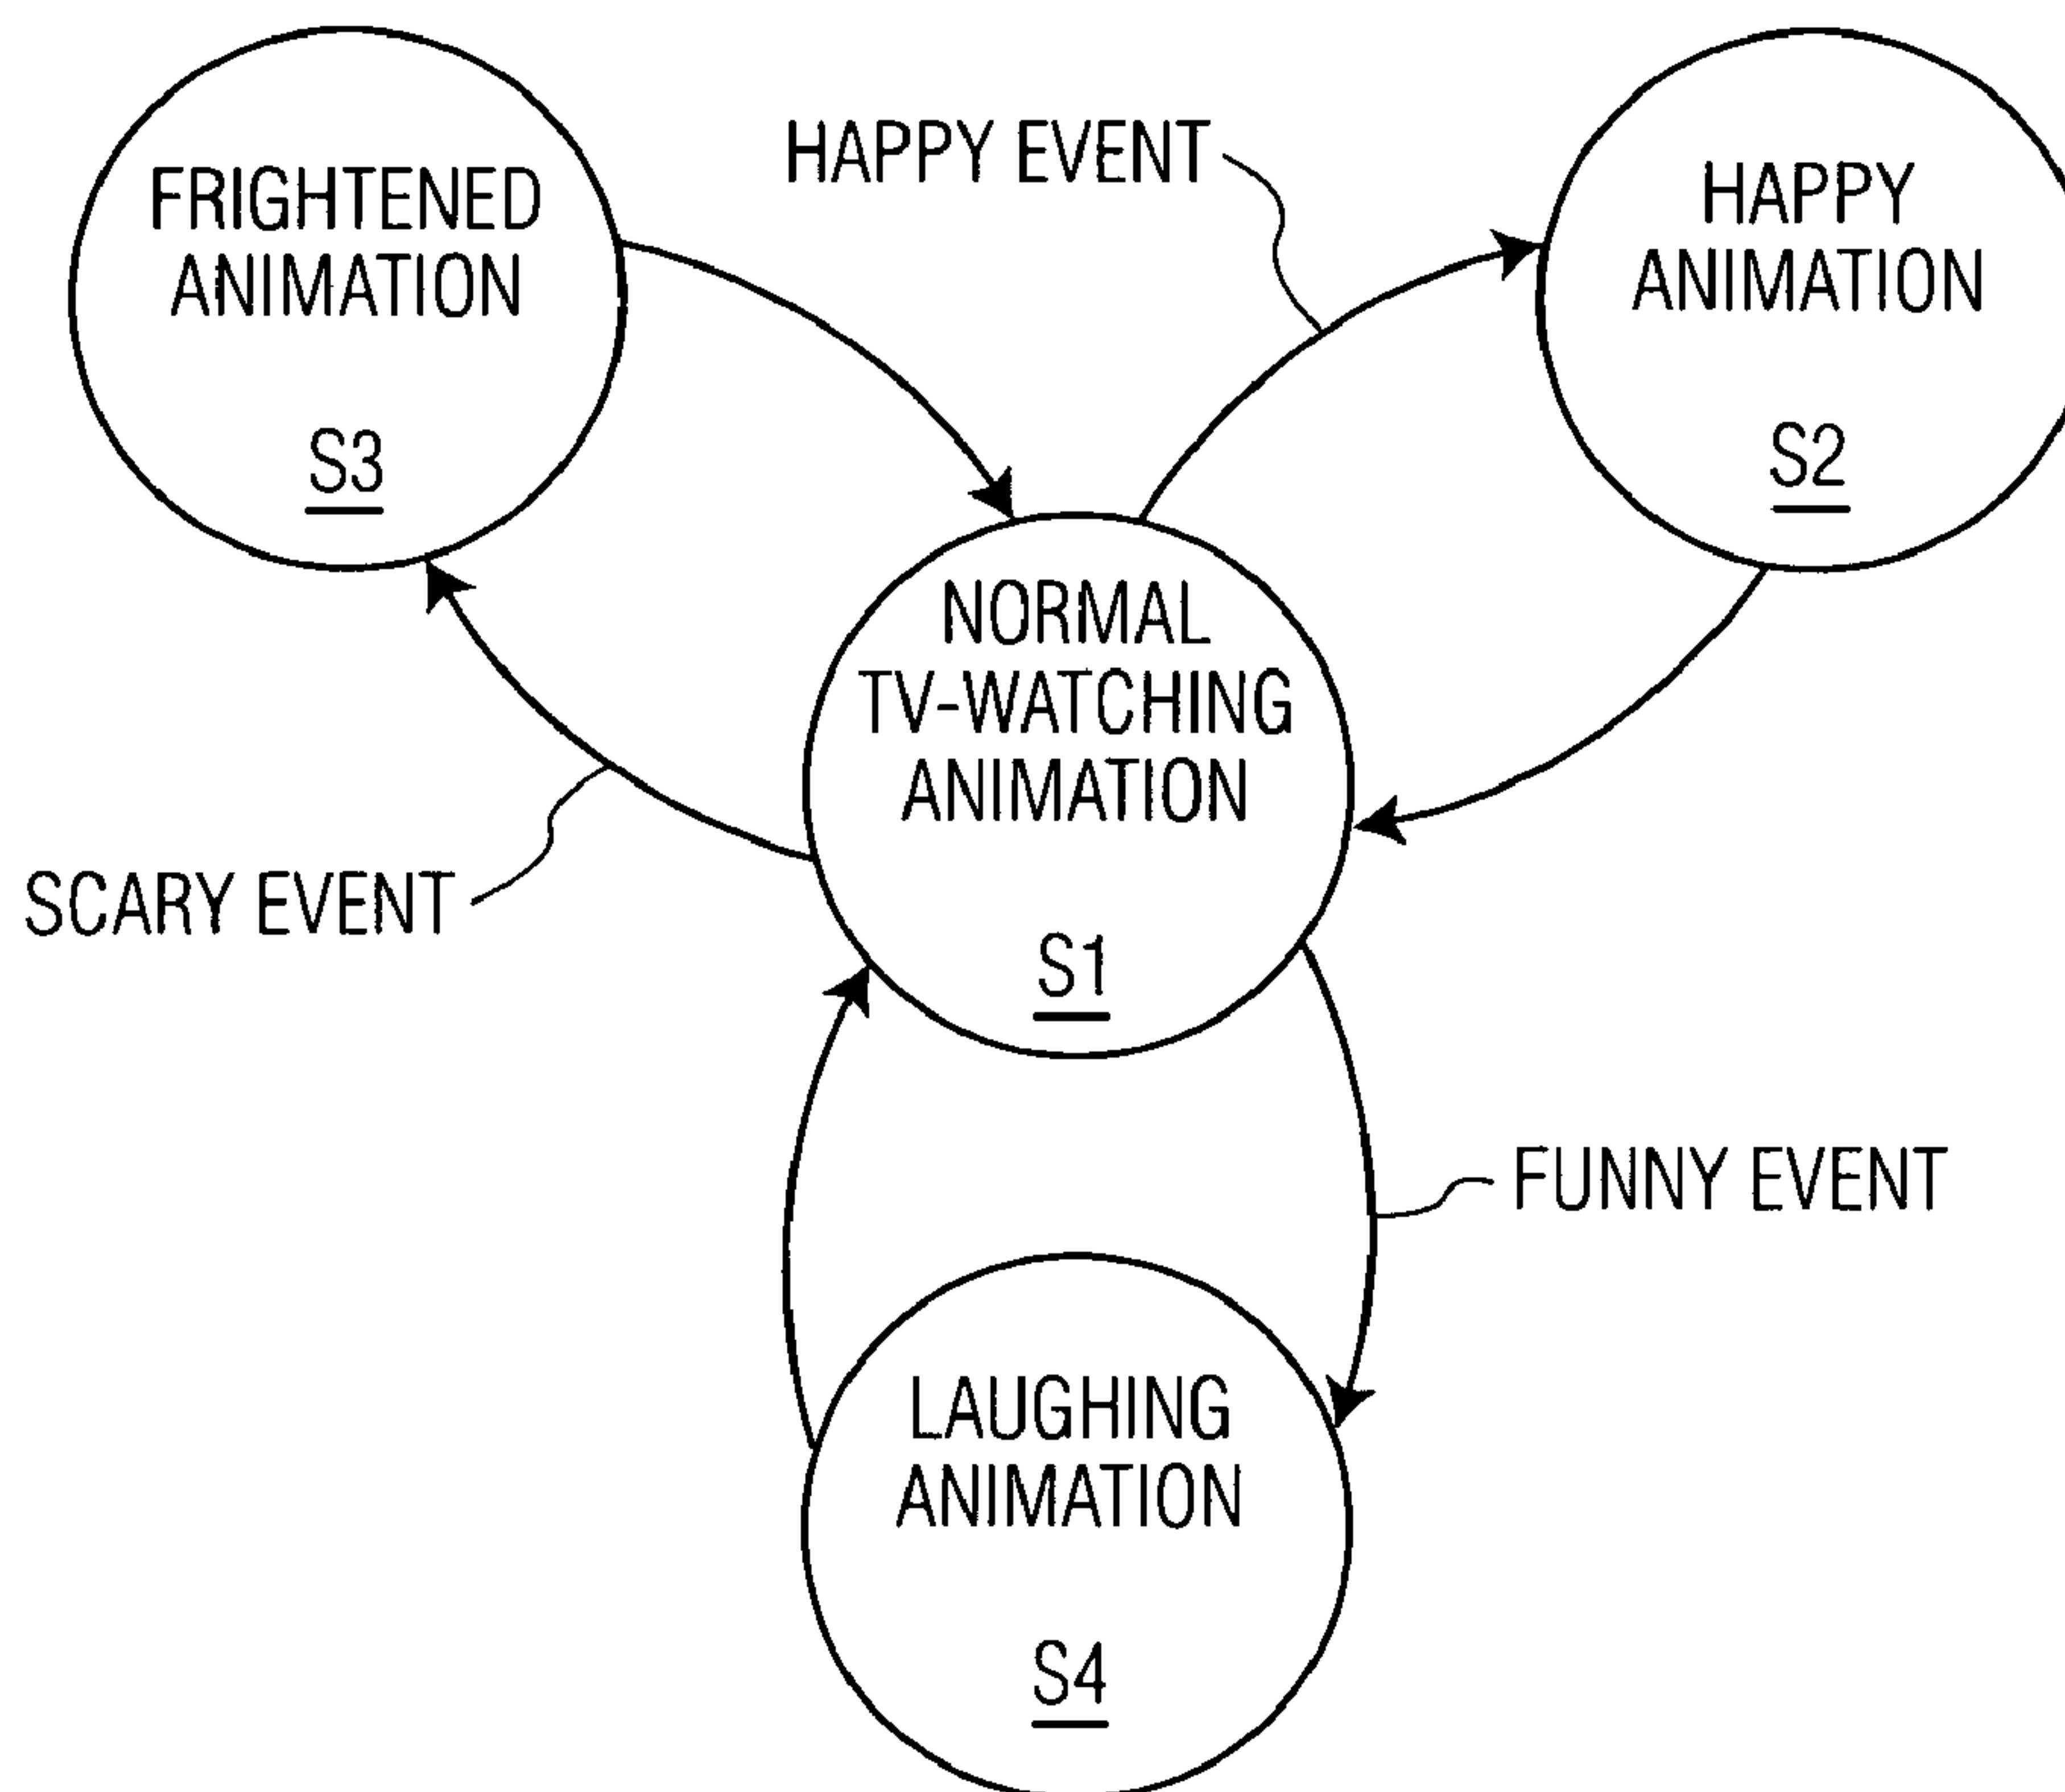 HAPPY EVENT
FRIGHTENED
ANIMATION
S3
HAPPY
ANIMATION
S2
NORMAL
TV-WATCHING
ANIMATION
S1
SCARY EVENT
FUNNY EVENT
LAUGHING
ANIMATION
S4